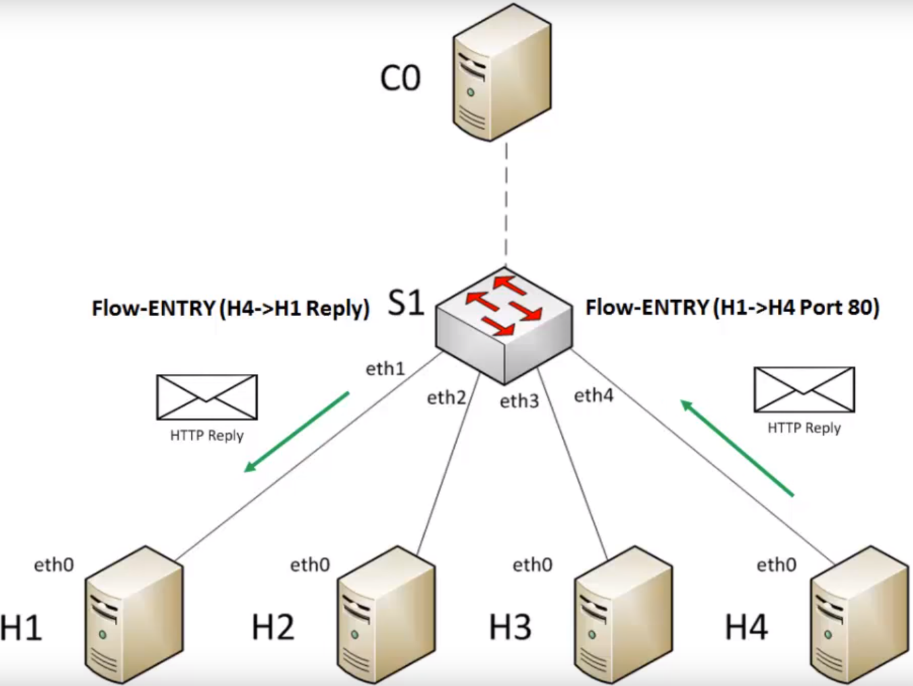 C0
Flow-ENTRY (H4->H1 Reply)
S1
Flow-ENTRY (H1->H4 Port 80)
eth1
eth2
eth3
eth4
HTTP Reply
HTTP Reply
eth0
eth0
eth0
eth0
H1
H2
H3
H4